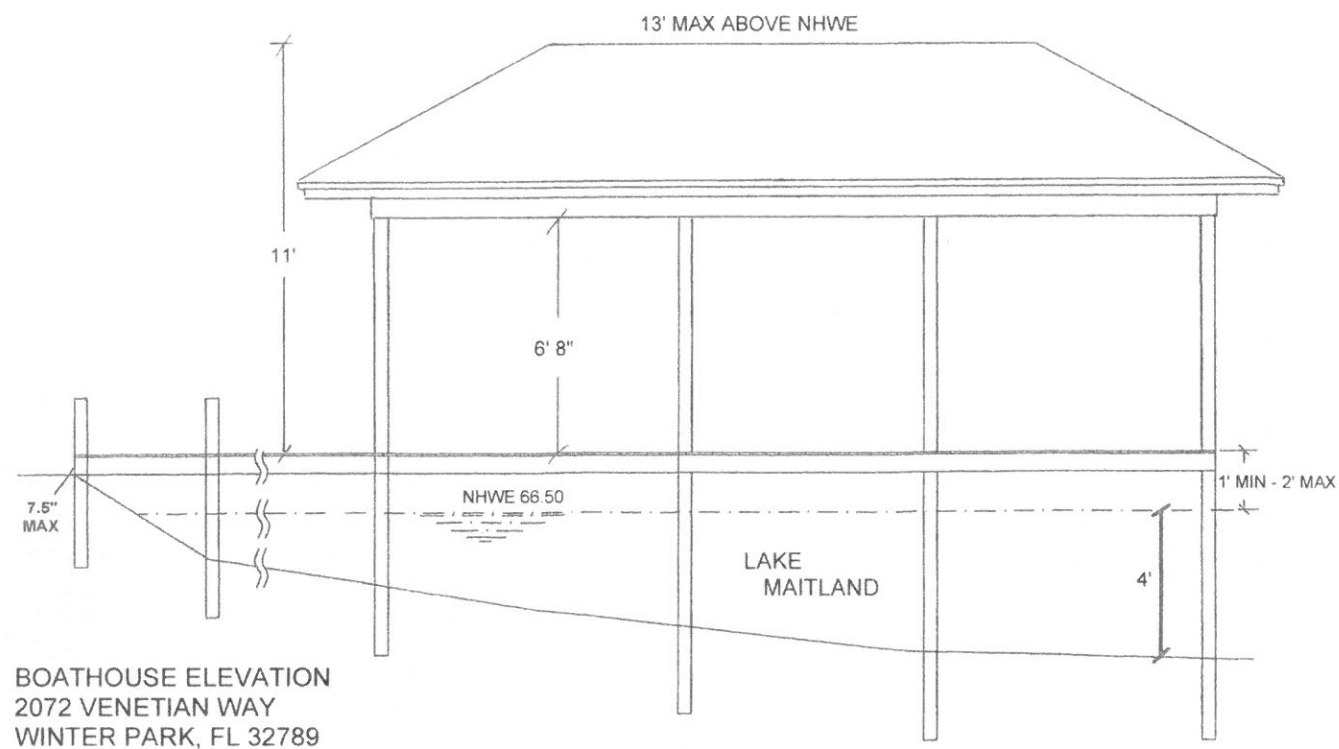 13' MAX ABOVE NHWE
11'
6' 8"
7.5"
MAX
NHWE 66.50
1' MIN - 2' MAX
LAKE
MAITLAND
4'
BOATHOUSE ELEVATION
2072 VENETIAN WAY
WINTER PARK, FL 32789